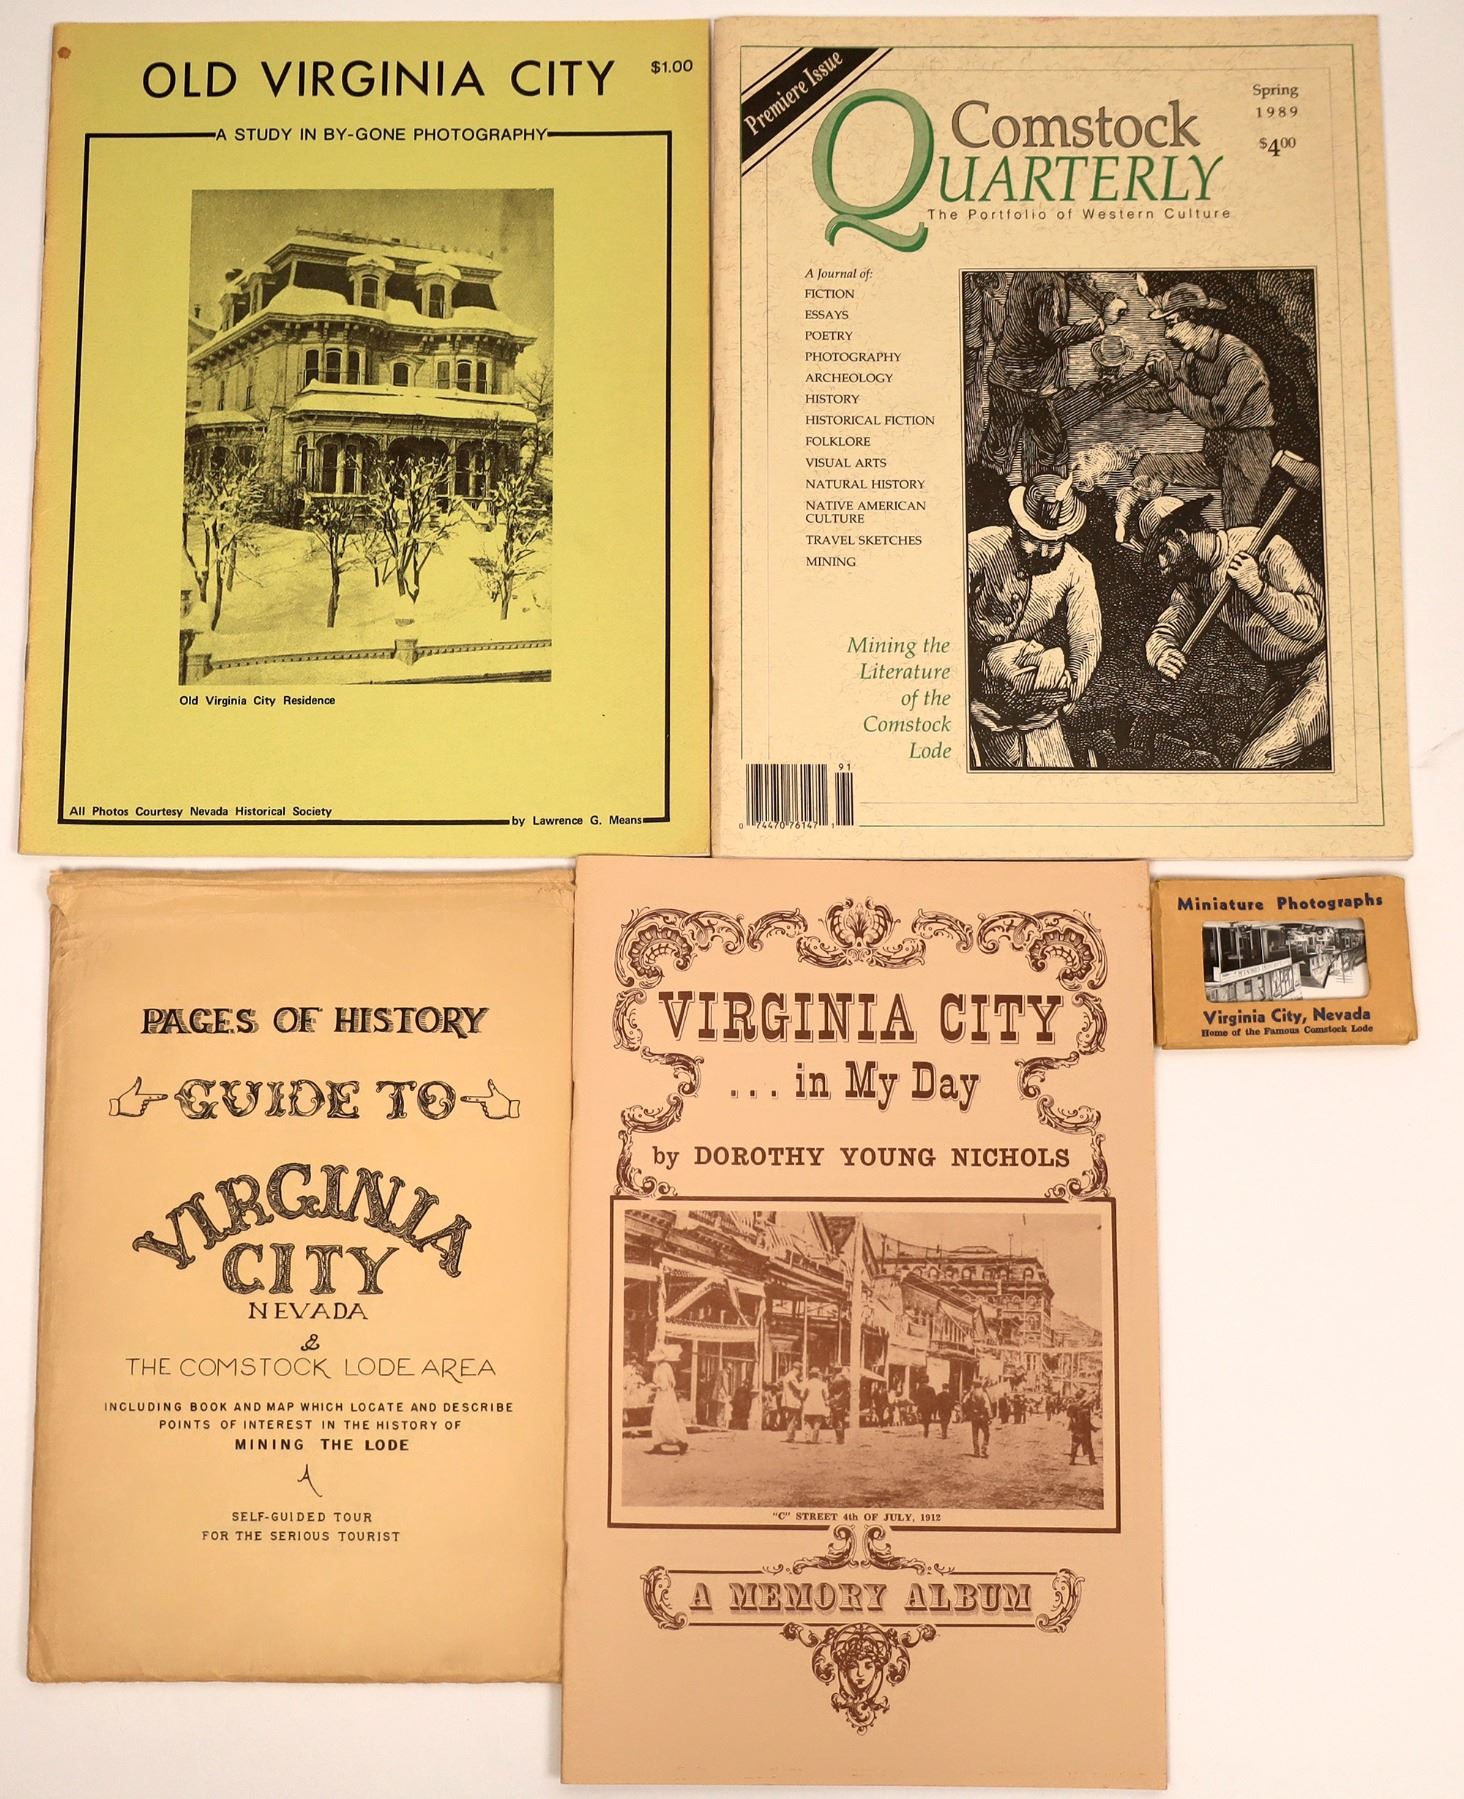 OLD VIRGINIA CITY
$1.00
A STUDY IN BY-GONE PHOTOGRAPHY
Old Virginia City Residence
All Photos Courtesy Nevada Historical Society
by Lawrence G. Means
Premiere Issue
Comstock
QUARTERLY
The Portfolio of Western Culture
Spring
1989
$4.00
A Journal of:
FICTION
ESSAYS
POETRY
PHOTOGRAPHY
ARCHEOLOGY
HISTORY
HISTORICAL FICTION
FOLKLORE
VISUAL ARTS
NATURAL HISTORY
NATIVE AMERICAN
CULTURE
TRAVEL SKETCHES
MINING
Mining the
Literature
of the
Comstock
Lode
91
0 74470 76147 1
PAGES OF HISTORY
GUIDE TO
VIRGINIA
CITY
NEVADA
&
THE COMSTOCK LODE AREA
INCLUDING BOOK AND MAP WHICH LOCATE AND DESCRIBE
POINTS OF INTEREST IN THE HISTORY OF
MINING THE LODE
A
SELF-GUIDED TOUR
FOR THE SERIOUS TOURIST
VIRGINIA CITY
... in My Day
by DOROTHY YOUNG NICHOLS
"C" STREET 4th OF JULY, 1912
A MEMORY ALBUM
Miniature Photographs
Virginia City, Nevada
Home of the Famous Comstock Lode